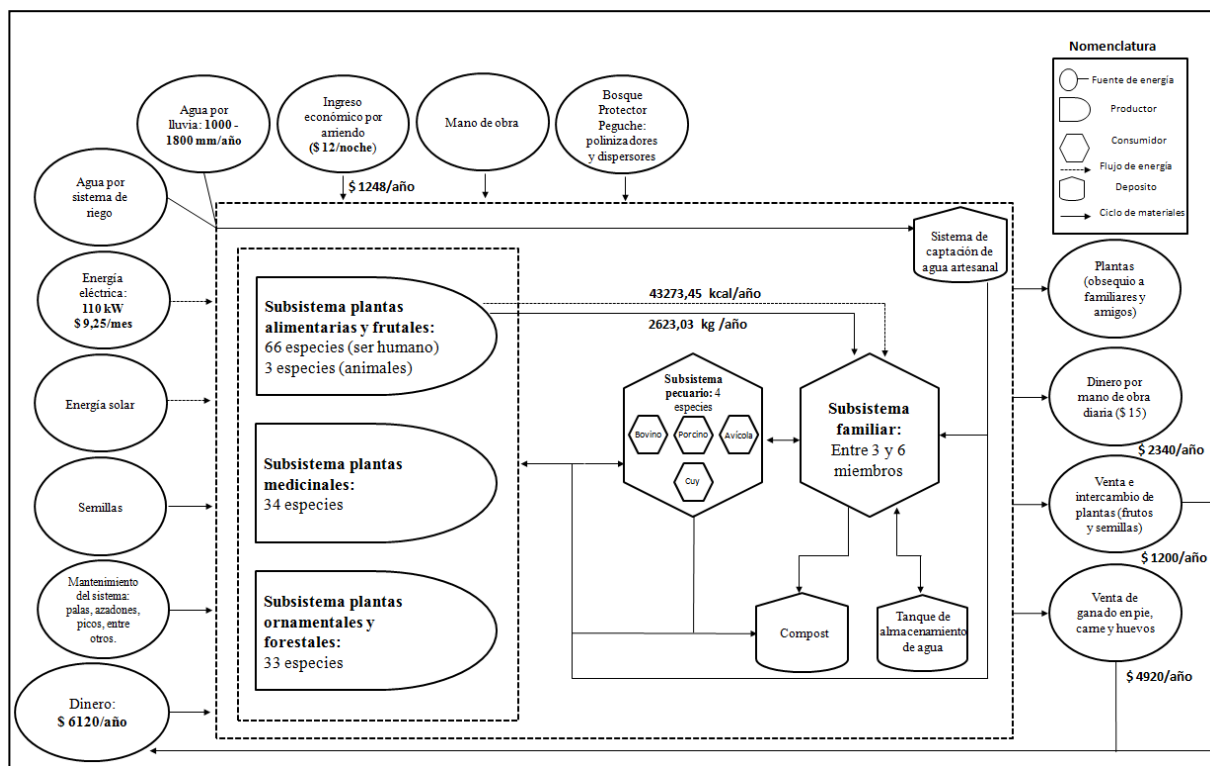 Nomenclatura
Fuente de energía
Productor
Consumidor
Flujo de energía
Deposito
Ciclo de materiales
Agua por
lluvia: 1000 -
1800 mm/año
Ingreso
económico por
arriendo
($ 12/noche)
$ 1248/año
Mano de obra
Bosque
Protector
Peguche:
polinizadores
y dispersores
Agua por
sistema de
riego
Energía
eléctrica:
110 kW
$ 9,25/mes
Energía solar
Semillas
Mantenimiento
del sistema:
palas, azadones,
picos, entre
otros.
Dinero:
$ 6120/año
Sistema de
captación de
agua artesanal
Subsistema plantas
alimentarias y frutales:
66 especies (ser humano)
3 especies (animales)
43273,45 kcal/año
2623,03 kg /año
Subsistema plantas
medicinales:
34 especies
Subsistema plantas
ornamentales y
forestales:
33 especies
Subsistema
pecuario: 4
especies
Bovino
Porcino
Avícola
Cuy
Subsistema
familiar:
Entre 3 y 6
miembros
Compost
Tanque de
almacenamiento
de agua
Plantas
(obsequio a
familiares y
amigos)
Dinero por
mano de obra
diaria ($ 15)
$ 2340/año
Venta e
intercambio de
plantas (frutos
y semillas)
$ 1200/año
Venta de
ganado en pie,
carne y huevos
$ 4920/año